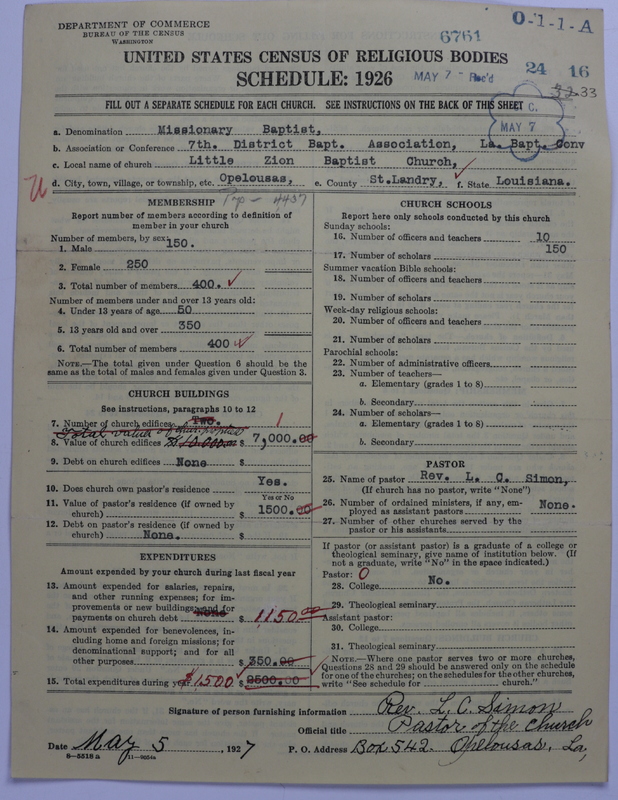 DEPARTMENT OF COMMERCE
BUREAU OF THE CENSUS
WASHINGTON
6761
O-1-1-A
UNITED STATES CENSUS OF RELIGIOUS BODIES
SCHEDULE: 1926
MAY 7 - Rec'd
24 16
33
FILL OUT A SEPARATE SCHEDULE FOR EACH CHURCH. SEE INSTRUCTIONS ON THE BACK OF THIS SHEET
C.
MAY 7
a. Denomination Missionary Baptist,
b. Association or Conference 7th. District Bapt. Association, La. Bapt. Conv
c. Local name of church Little Zion Baptist Church,
d. City, town, village, or township, etc. Opelousas, e. County St.Landry, f. State Louisiana.
Pop - 4437
MEMBERSHIP
Report number of members according to definition of
member in your church
Number of members, by sex:
1. Male 150.
2. Female 250
3. Total number of members 400.
Number of members under and over 13 years old:
4. Under 13 years of age 50
5. 13 years old and over 350
6. Total number of members 400
NOTE.—The total given under Question 6 should be the
same as the total of males and females given under Question 3.
CHURCH BUILDINGS
See instructions, paragraphs 10 to 12
7. Number of church edifices Two. 1
Total value of church property
8. Value of church edifices $10.000.00 $ 7,000.00
9. Debt on church edifices None $
10. Does church own pastor's residence Yes.
Yes or No
11. Value of pastor's residence (if owned by
church) $ 1500.00
12. Debt on pastor's residence (if owned by
church) None. $
EXPENDITURES
Amount expended by your church during last fiscal year
13. Amount expended for salaries, repairs,
and other running expenses; for im-
provements or new buildings; and for
payments on church debt none $ 1150.00
14. Amount expended for benevolences, in-
cluding home and foreign missions; for
denominational support; and for all
other purposes $ 350.00
15. Total expenditures during year $1500. $ 2500.00
CHURCH SCHOOLS
Report here only schools conducted by this church
Sunday schools:
16. Number of officers and teachers 10
17. Number of scholars 150
Summer vacation Bible schools:
18. Number of officers and teachers
19. Number of scholars
Week-day religious schools:
20. Number of officers and teachers
21. Number of scholars
Parochial schools:
22. Number of administrative officers
23. Number of teachers—
a. Elementary (grades 1 to 8)
b. Secondary
24. Number of scholars—
a. Elementary (grades 1 to 8)
b. Secondary
PASTOR
25. Name of pastor Rev. L. C. Simon,
(If church has no pastor, write "None")
26. Number of ordained ministers, if any, em-
ployed as assistant pastors None.
27. Number of other churches served by the
pastor or his assistants
If pastor (or assistant pastor) is a graduate of a college or
theological seminary, give name of institution below. (If
not a graduate, write "No" in the space indicated.)
Pastor: 0
28. College No.
29. Theological seminary
Assistant pastor:
30. College
31. Theological seminary
NOTE.—Where one pastor serves two or more churches,
Questions 28 and 29 should be answered only on the schedule
for one of the churches; on the schedules for the other churches,
write "See schedule for church."
Signature of person furnishing information Rev. L. C. Simon
Official title Pastor of the church
Date May 5, 1927 P. O. Address Box 542. Opelousas, La,
8-5518 a 11-9054a